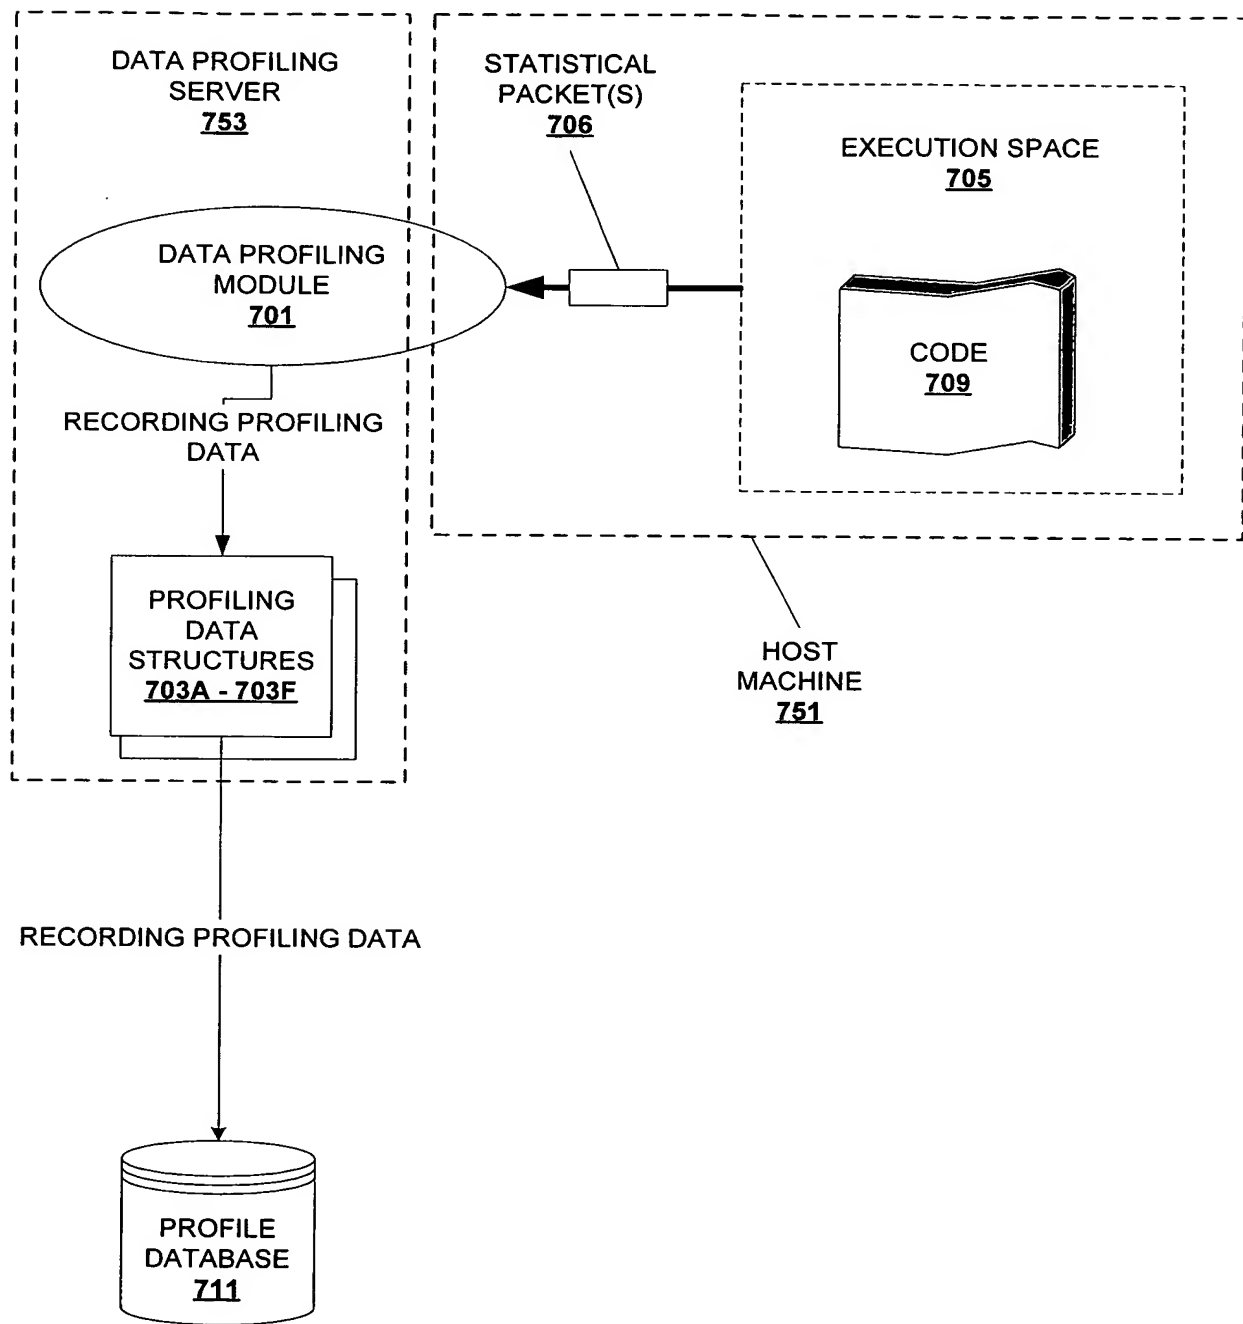 DATA PROFILING
SERVER
753
STATISTICAL
PACKET(S)
706
EXECUTION SPACE
705
DATA PROFILING
MODULE
701
CODE
709
RECORDING PROFILING
DATA
PROFILING
DATA
STRUCTURES
703A - 703F
HOST
MACHINE
751
RECORDING PROFILING DATA
PROFILE
DATABASE
711